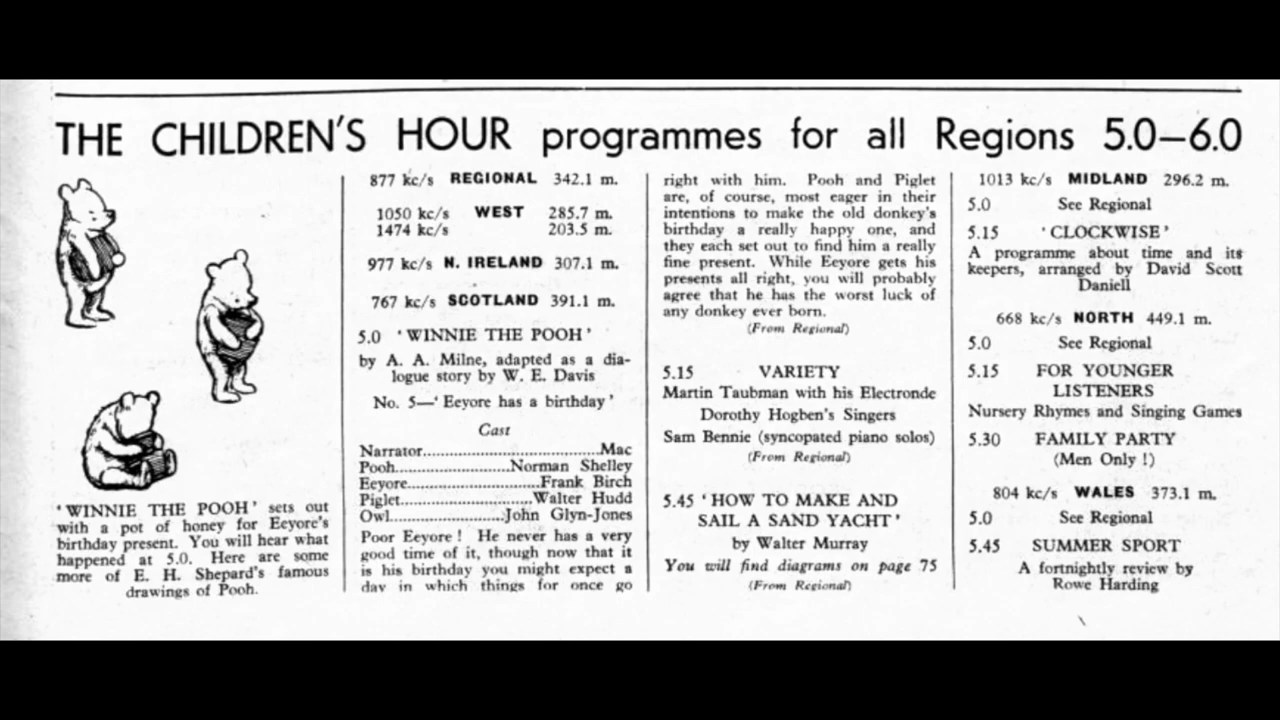 THE CHILDREN'S HOUR programmes for all Regions 5.0—6.0
'WINNIE THE POOH' sets out
with a pot of honey for Eeyore's
birthday present. You will hear what
happened at 5.0. Here are some
more of E. H. Shepard's famous
drawings of Pooh.
877 kc/s REGIONAL 342.1 m.
1050 kc/s WEST 285.7 m.
1474 kc/s 203.5 m.
977 kc/s N. IRELAND 307.1 m.
767 kc/s SCOTLAND 391.1 m.
5.0 'WINNIE THE POOH'
by A. A. Milne, adapted as a dia-
logue story by W. E. Davis
No. 5—'Eeyore has a birthday'
Cast
Narrator................................Mac
Pooh......................Norman Shelley
Eeyore.........................Frank Birch
Piglet.........................Walter Hudd
Owl......................John Glyn-Jones
Poor Eeyore! He never has a very
good time of it, though now that it
is his birthday you might expect a
day in which things for once go
right with him. Pooh and Piglet
are, of course, most eager in their
intentions to make the old donkey's
birthday a really happy one, and
they each set out to find him a really
fine present. While Eeyore gets his
presents all right, you will probably
agree that he has the worst luck of
any donkey ever born.
(From Regional)
5.15 VARIETY
Martin Taubman with his Electronde
Dorothy Hogben's Singers
Sam Bennie (syncopated piano solos)
(From Regional)
5.45 'HOW TO MAKE AND
SAIL A SAND YACHT'
by Walter Murray
You will find diagrams on page 75
(From Regional)
1013 kc/s MIDLAND 296.2 m.
5.0 See Regional
5.15 'CLOCKWISE'
A programme about time and its
keepers, arranged by David Scott
Daniell
668 kc/s NORTH 449.1 m.
5.0 See Regional
5.15 FOR YOUNGER
LISTENERS
Nursery Rhymes and Singing Games
5.30 FAMILY PARTY
(Men Only!)
804 kc/s WALES 373.1 m.
5.0 See Regional
5.45 SUMMER SPORT
A fortnightly review by
Rowe Harding